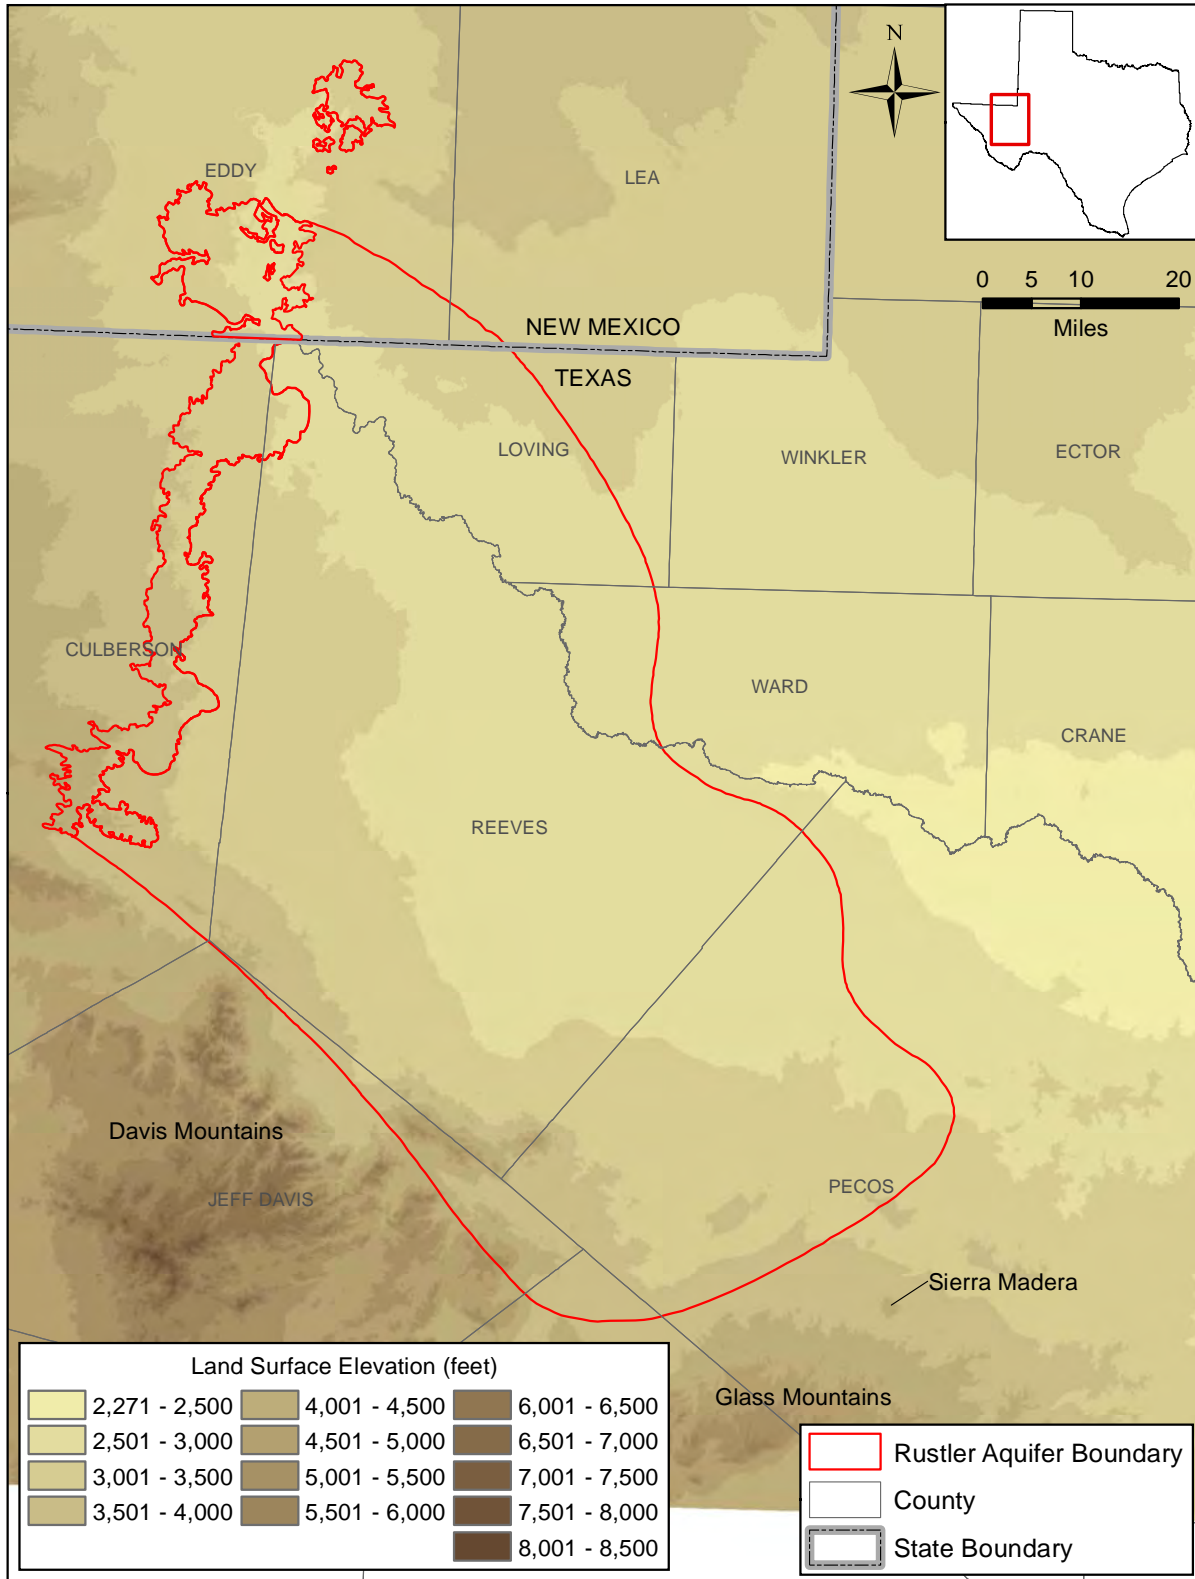 N
EDDY
LEA
0 5 10 20
Miles
NEW MEXICO
TEXAS
LOVING
WINKLER
ECTOR
CULBERSON
WARD
CRANE
REEVES
Davis Mountains
JEFF DAVIS
PECOS
Sierra Madera
Glass Mountains
Land Surface Elevation (feet)
2,271 - 2,500 4,001 - 4,500 6,001 - 6,500
2,501 - 3,000 4,501 - 5,000 6,501 - 7,000
3,001 - 3,500 5,001 - 5,500 7,001 - 7,500
3,501 - 4,000 5,501 - 6,000 7,501 - 8,000
8,001 - 8,500
Rustler Aquifer Boundary
County
State Boundary